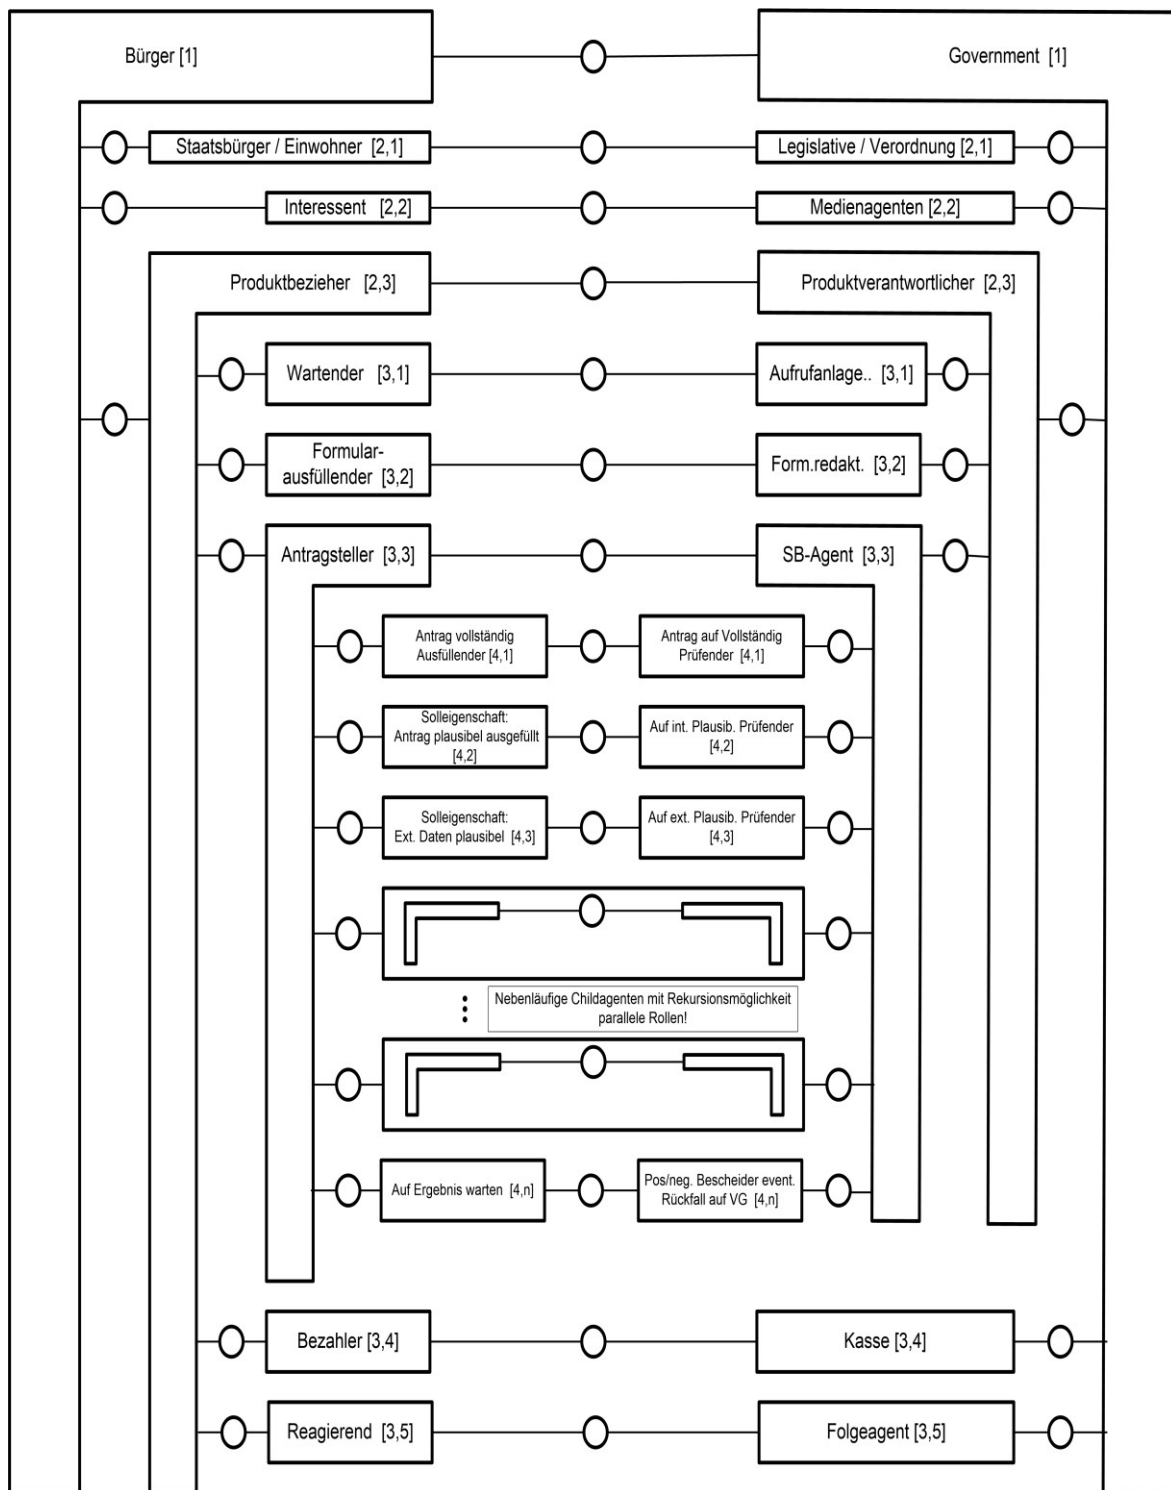 Bürger [1]
Government [1]
Staatsbürger / Einwohner [2,1]
Legislative / Verordnung [2,1]
Interessent [2,2]
Medienagenten [2,2]
Produktbezieher [2,3]
Produktverantwortlicher [2,3]
Wartender [3,1]
Aufrufanlage.. [3,1]
Formular-
ausfüllender [3,2]
Form.redakt. [3,2]
Antragsteller [3,3]
SB-Agent [3,3]
Antrag vollständig
Ausfüllender [4,1]
Antrag auf Vollständig
Prüfender [4,1]
Solleigenschaft:
Antrag plausibel ausgefüllt
[4,2]
Auf int. Plausib. Prüfender
[4,2]
Solleigenschaft:
Ext. Daten plausibel [4,3]
Auf ext. Plausib. Prüfender
[4,3]
Nebenläufige Childagenten mit Rekursionsmöglichkeit
parallele Rollen!
Auf Ergebnis warten [4,n]
Pos/neg. Bescheider event.
Rückfall auf VG [4,n]
Bezahler [3,4]
Kasse [3,4]
Reagierend [3,5]
Folgeagent [3,5]